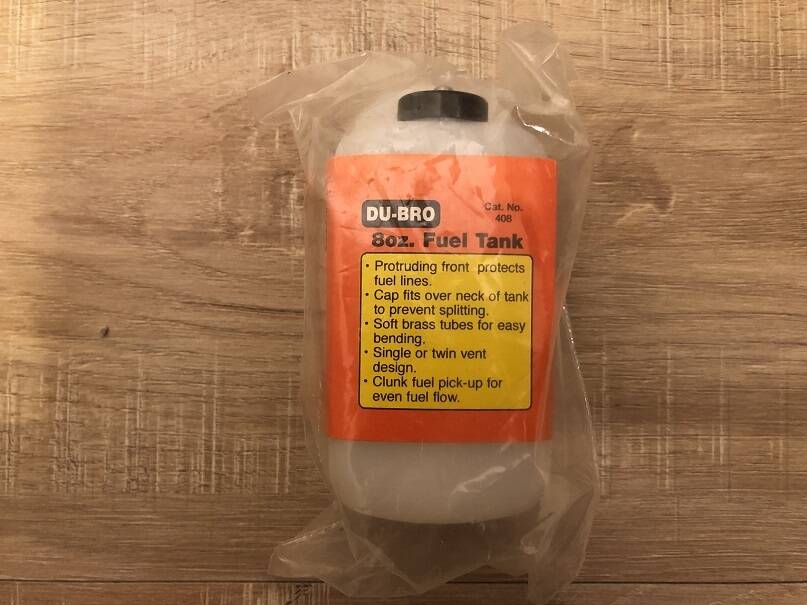 DU-BRO
Cat. No.
408
8oz. Fuel Tank
• Protruding front protects
fuel lines.
• Cap fits over neck of tank
to prevent splitting.
• Soft brass tubes for easy
bending.
• Single or twin vent
design.
• Clunk fuel pick-up for
even fuel flow.